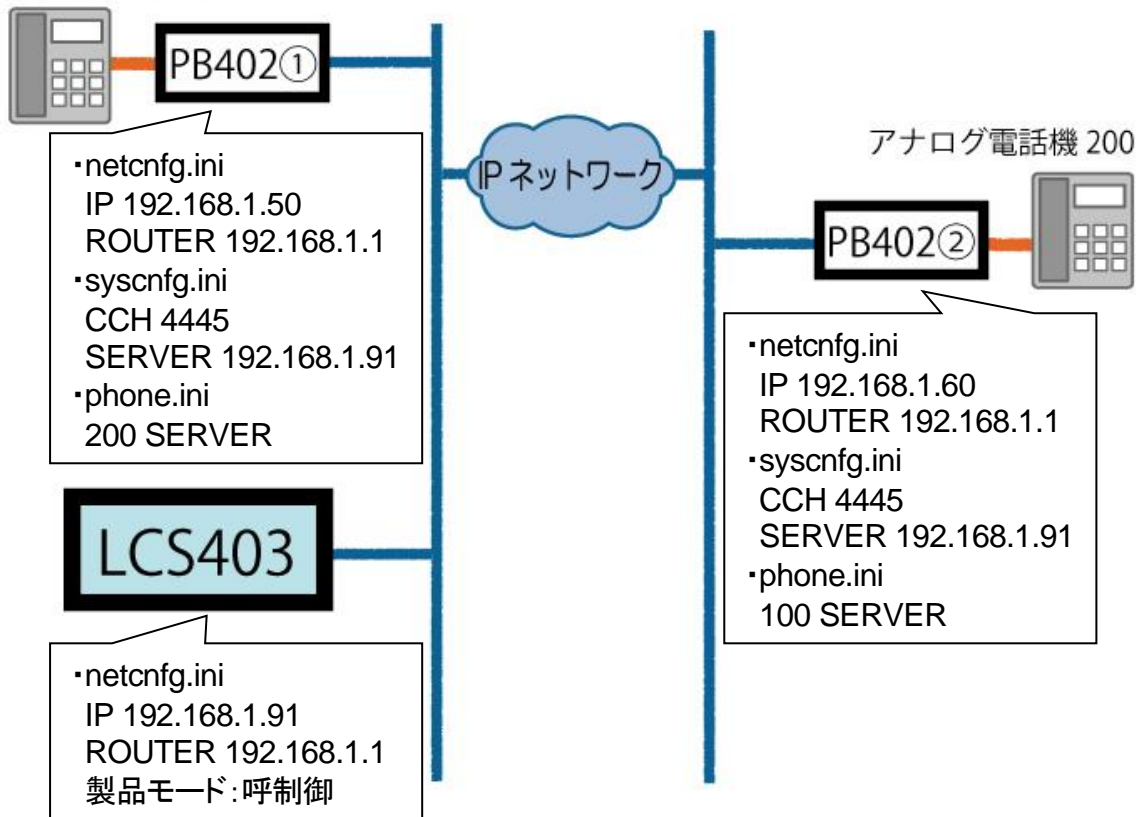 PB402①
・netcnfg.ini
IP 192.168.1.50
ROUTER 192.168.1.1
・syscnfg.ini
CCH 4445
SERVER 192.168.1.91
・phone.ini
200 SERVER
IPネットワーク
アナログ電話機 200
PB402②
・netcnfg.ini
IP 192.168.1.60
ROUTER 192.168.1.1
・syscnfg.ini
CCH 4445
SERVER 192.168.1.91
・phone.ini
100 SERVER
LCS403
・netcnfg.ini
IP 192.168.1.91
ROUTER 192.168.1.1
製品モード:呼制御